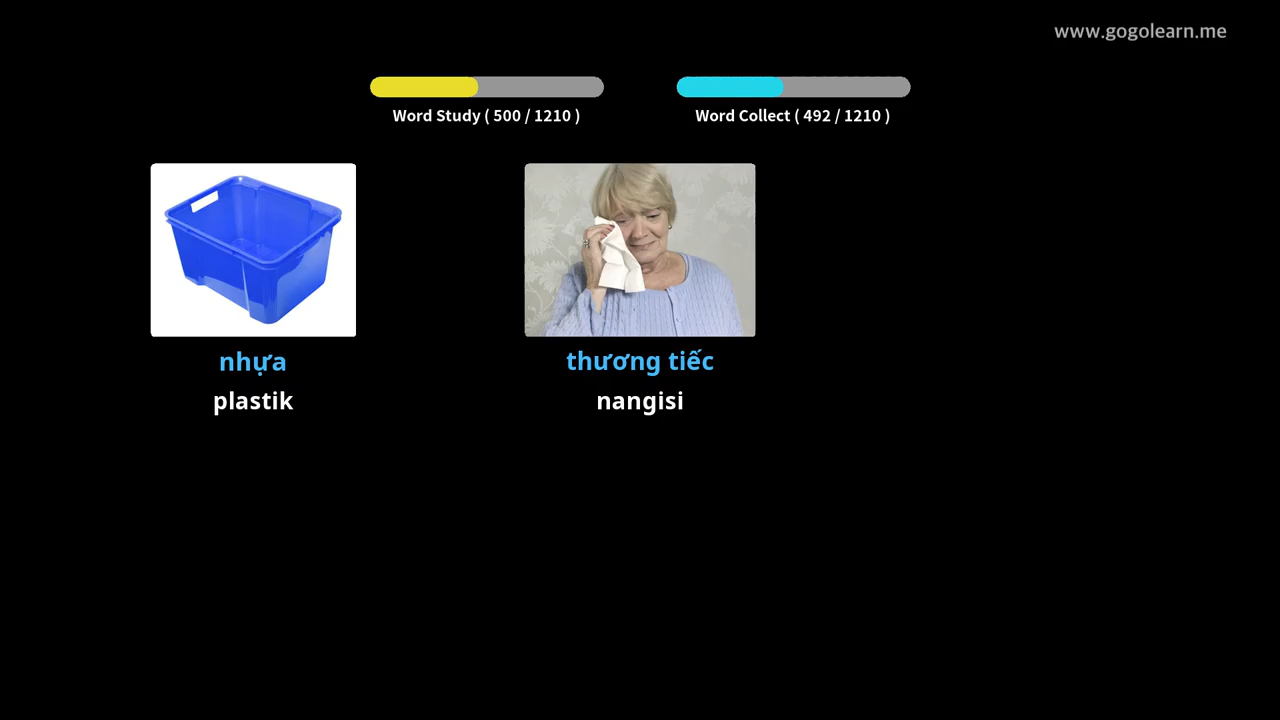 www.gogolearn.me
Word Study ( 500 / 1210 )
Word Collect ( 492 / 1210 )
nhựa
plastik
thương tiếc
nangisi